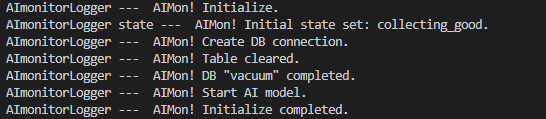 AImonitorLogger ---  AIMon! Initialize.
AImonitorLogger state ---  AIMon! Initial state set: collecting_good.
AImonitorLogger ---  AIMon! Create DB connection.
AImonitorLogger ---  AIMon! Table cleared.
AImonitorLogger ---  AIMon! DB "vacuum" completed.
AImonitorLogger ---  AIMon! Start AI model.
AImonitorLogger ---  AIMon! Initialize completed.